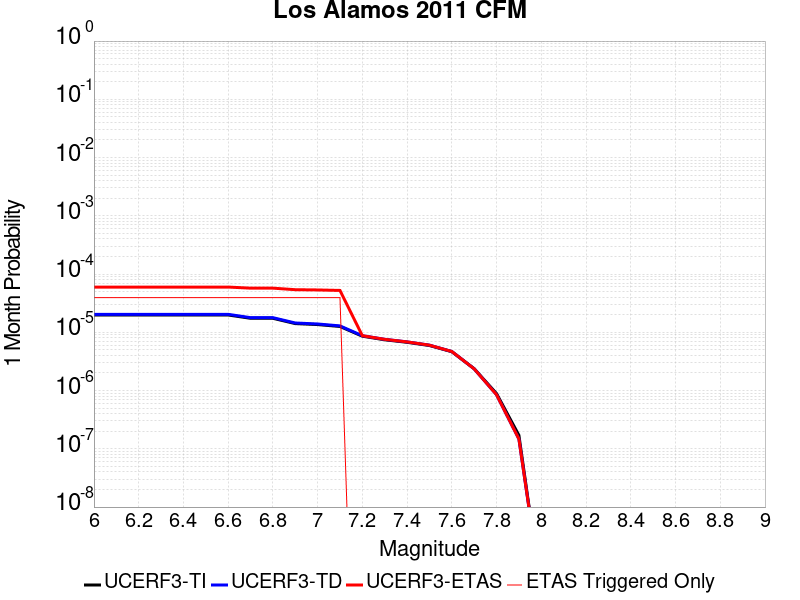 Los Alamos 2011 CFM
10^0
10^-1
10^-2
10^-3
10^-4
10^-5
10^-6
10^-7
10^-8
1 Month Probability
6 6.2 6.4 6.6 6.8 7 7.2 7.4 7.6 7.8 8 8.2 8.4 8.6 8.8 9
Magnitude
UCERF3-TI UCERF3-TD UCERF3-ETAS ETAS Triggered Only